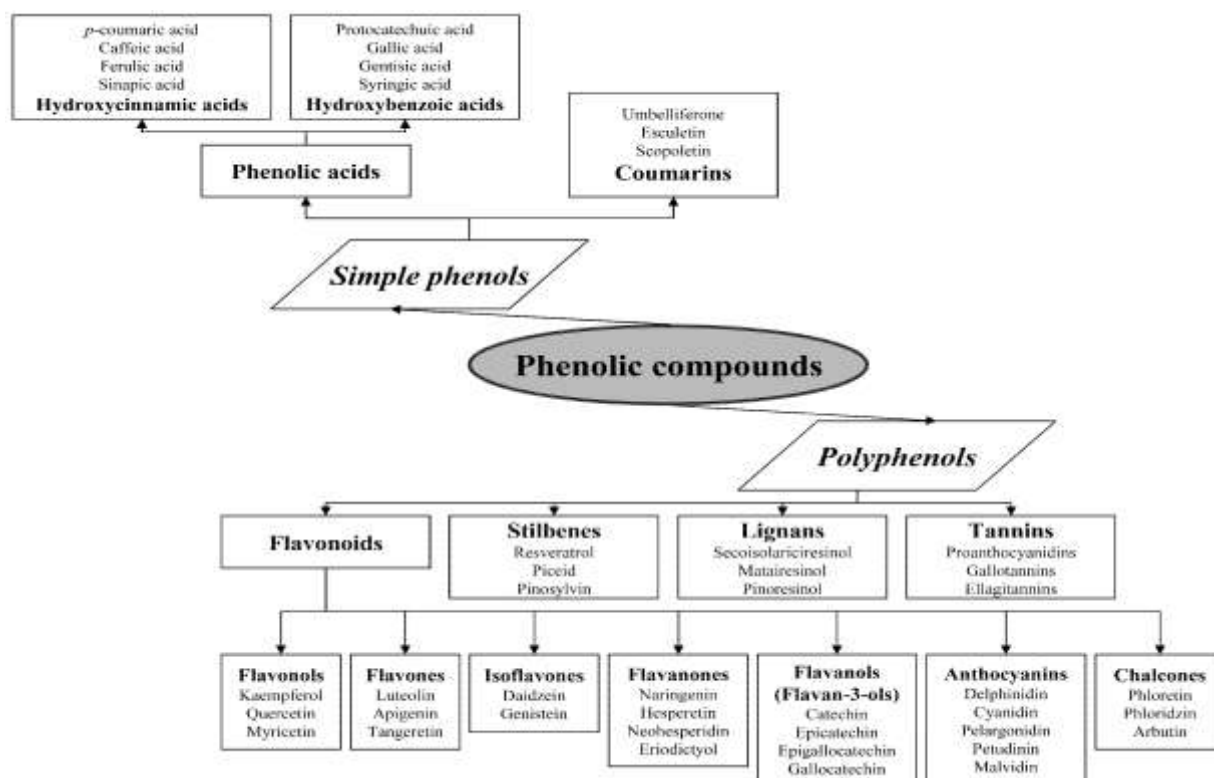 p-coumaric acid
Caffeic acid
Ferulic acid
Sinapic acid
Hydroxycinnamic acids
Protocatechuic acid
Gallic acid
Gentisic acid
Syringic acid
Hydroxybenzoic acids
Umbelliferone
Esculetin
Scopoletin
Coumarins
Phenolic acids
Simple phenols
Phenolic compounds
Polyphenols
Flavonoids
Stilbenes
Resveratrol
Piceid
Pinosylvin
Lignans
Secoisolariciresinol
Matairesinol
Pinoresinol
Tannins
Proanthocyanidins
Gallotannins
Ellagitannins
Flavonols
Kaempferol
Quercetin
Myricetin
Flavones
Luteolin
Apigenin
Tangeretin
Isoflavones
Daidzein
Genistein
Flavanones
Naringenin
Hesperetin
Neohesperidin
Eriodictyol
Flavanols
(Flavan-3-ols)
Catechin
Epicatechin
Epigallocatechin
Gallocatechin
Anthocyanins
Delphinidin
Cyanidin
Pelargonidin
Petudinin
Malvidin
Chalcones
Phloretin
Phloridzin
Arbutin